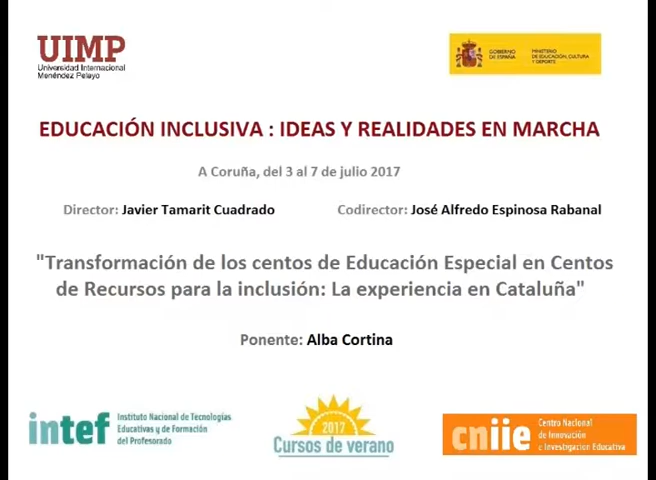 UIMP
Universidad Internacional
Menéndez Pelayo
GOBIERNO
DE ESPAÑA
MINISTERIO
DE EDUCACIÓN, CULTURA
Y DEPORTE
EDUCACIÓN INCLUSIVA : IDEAS Y REALIDADES EN MARCHA
A Coruña, del 3 al 7 de julio 2017
Director: Javier Tamarit Cuadrado
Codirector: José Alfredo Espinosa Rabanal
"Transformación de los centos de Educación Especial en Centos
de Recursos para la inclusión: La experiencia en Cataluña"
Ponente: Alba Cortina
intef
Instituto Nacional de Tecnologías
Educativas y de Formación
del Profesorado
2017
Cursos de verano
cniie
Centro Nacional
de Innovación
e Investigación Educativa